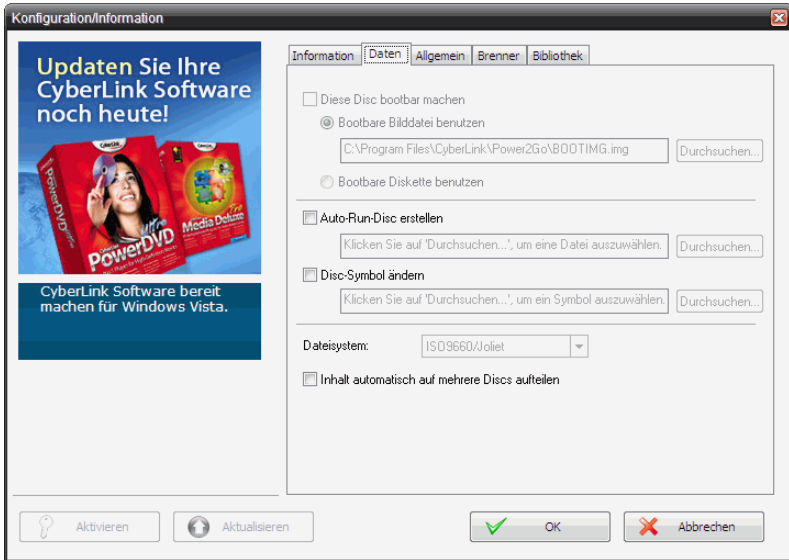 Konfiguration/Information
Updaten Sie Ihre
CyberLink Software
noch heute!
PowerDVD Ultra
Media Deluxe
CyberLink Software bereit
machen für Windows Vista.
Information Daten Allgemein Brenner Bibliothek
Diese Disc bootbar machen
Bootbare Bilddatei benutzen
C:\Program Files\CyberLink\Power2Go\BOOTIMG.img Durchsuchen...
Bootbare Diskette benutzen
Auto-Run-Disc erstellen
Klicken Sie auf 'Durchsuchen...', um eine Datei auszuwählen. Durchsuchen...
Disc-Symbol ändern
Klicken Sie auf 'Durchsuchen...', um ein Symbol auszuwählen. Durchsuchen...
Dateisystem: ISO9660/Joliet
Inhalt automatisch auf mehrere Discs aufteilen
Aktivieren Aktualisieren OK Abbrechen